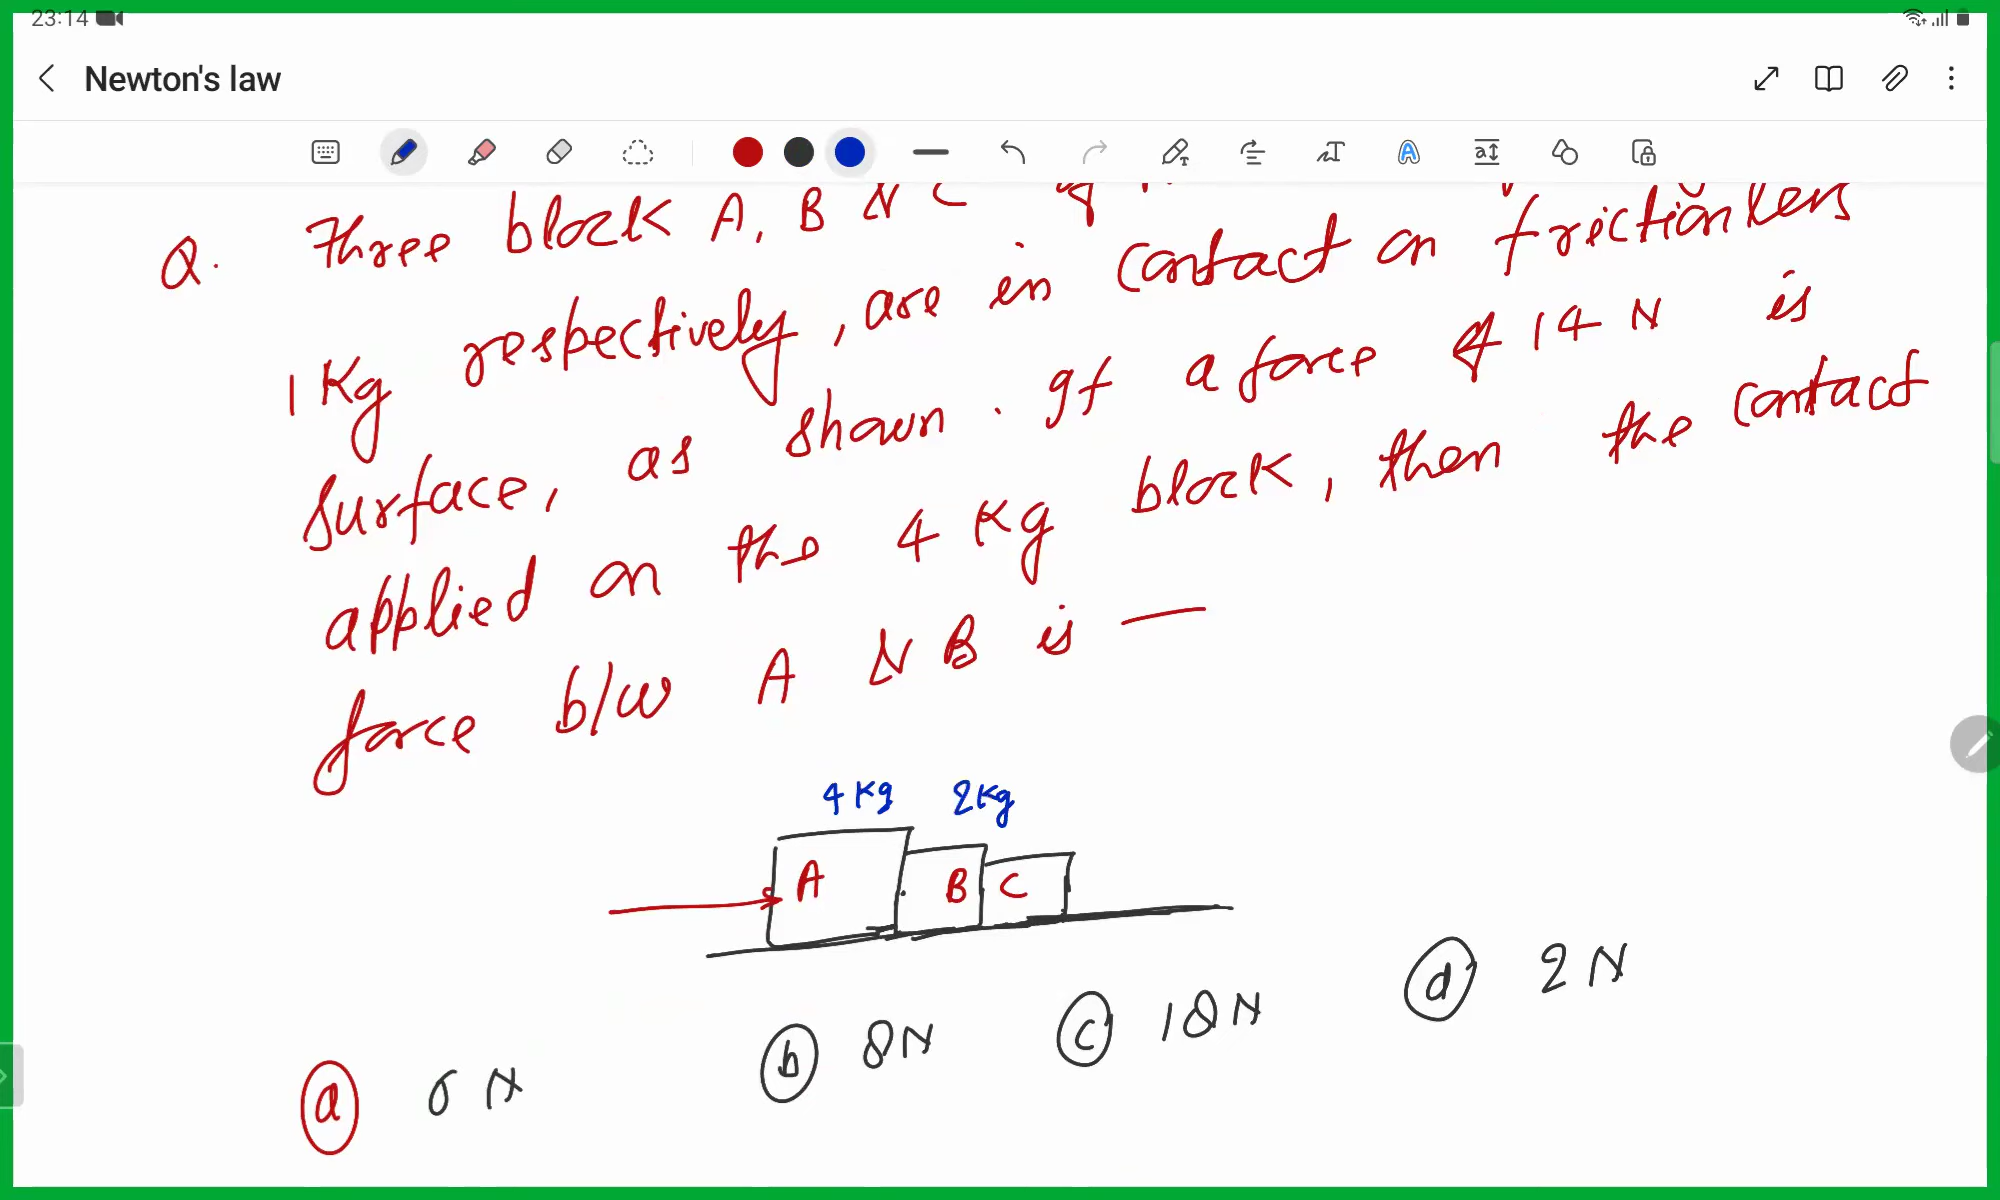 23:14
Newton's law
Q. Three block A, B & C of
1 Kg respectively, are in contact on frictionless
surface, as shown. If a force of 14 N is
applied on the 4 Kg block, then the contact
force b/w A & B is —
4 Kg 2 Kg
A B C
(a) 6 N (b) 8 N (c) 18 N (d) 2 N